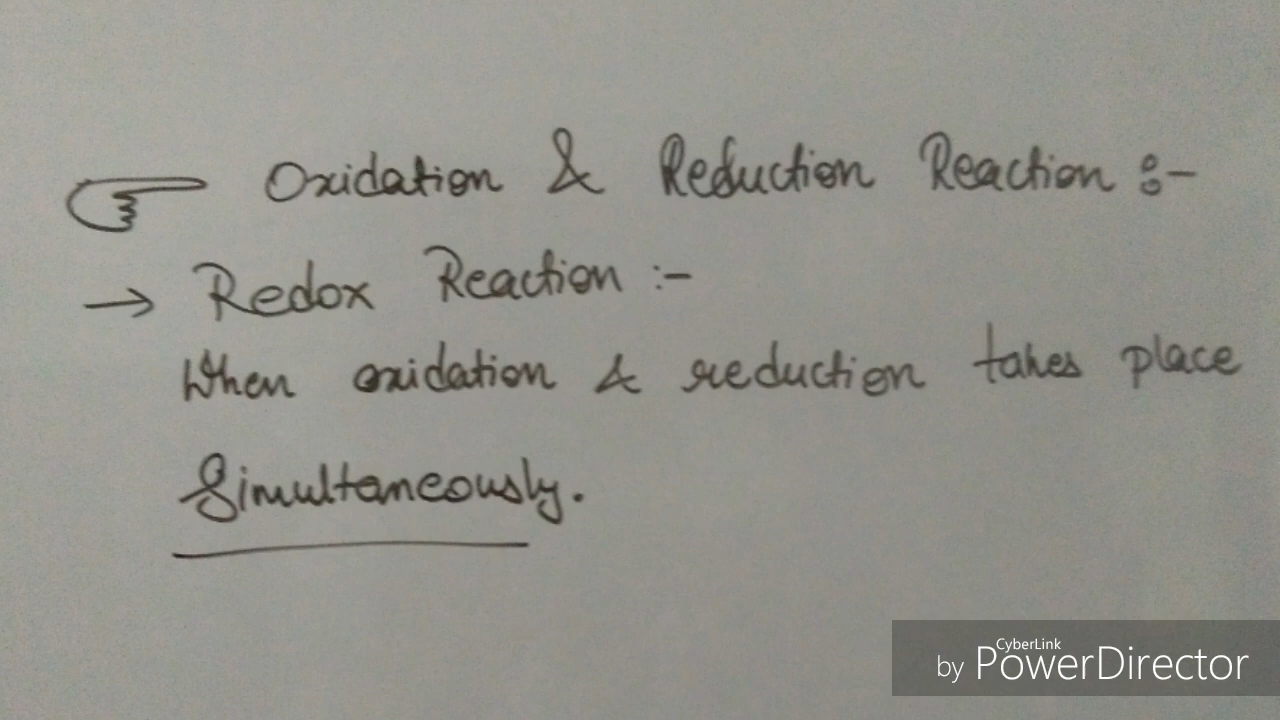 Oxidation & Reduction Reaction :-
→ Redox Reaction :-
When oxidation & reduction takes place
Simultaneously.
CyberLink
by PowerDirector